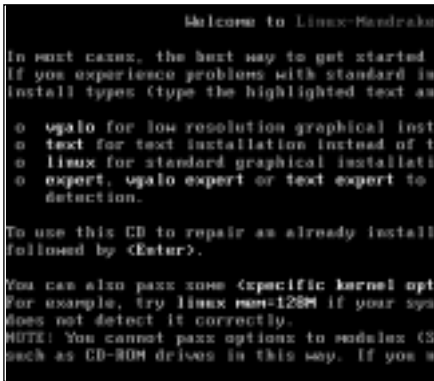 Welcome to Linux-Mandrake
In most cases, the best way to get started
If you experience problems with standard in
install types (type the highlighted text an
o vgalo for low resolution graphical inst
o text for text installation instead of t
o linux for standard graphical installati
o expert, vgalo expert or text expert to
detection.
To use this CD to repair an already install
followed by <Enter>.
You can also pass some <specific kernel opt
For example, try linux mem=128M if your sys
does not detect it correctly.
NOTE: You cannot pass options to modules (S
such as CD-ROM drives in this way. If you n